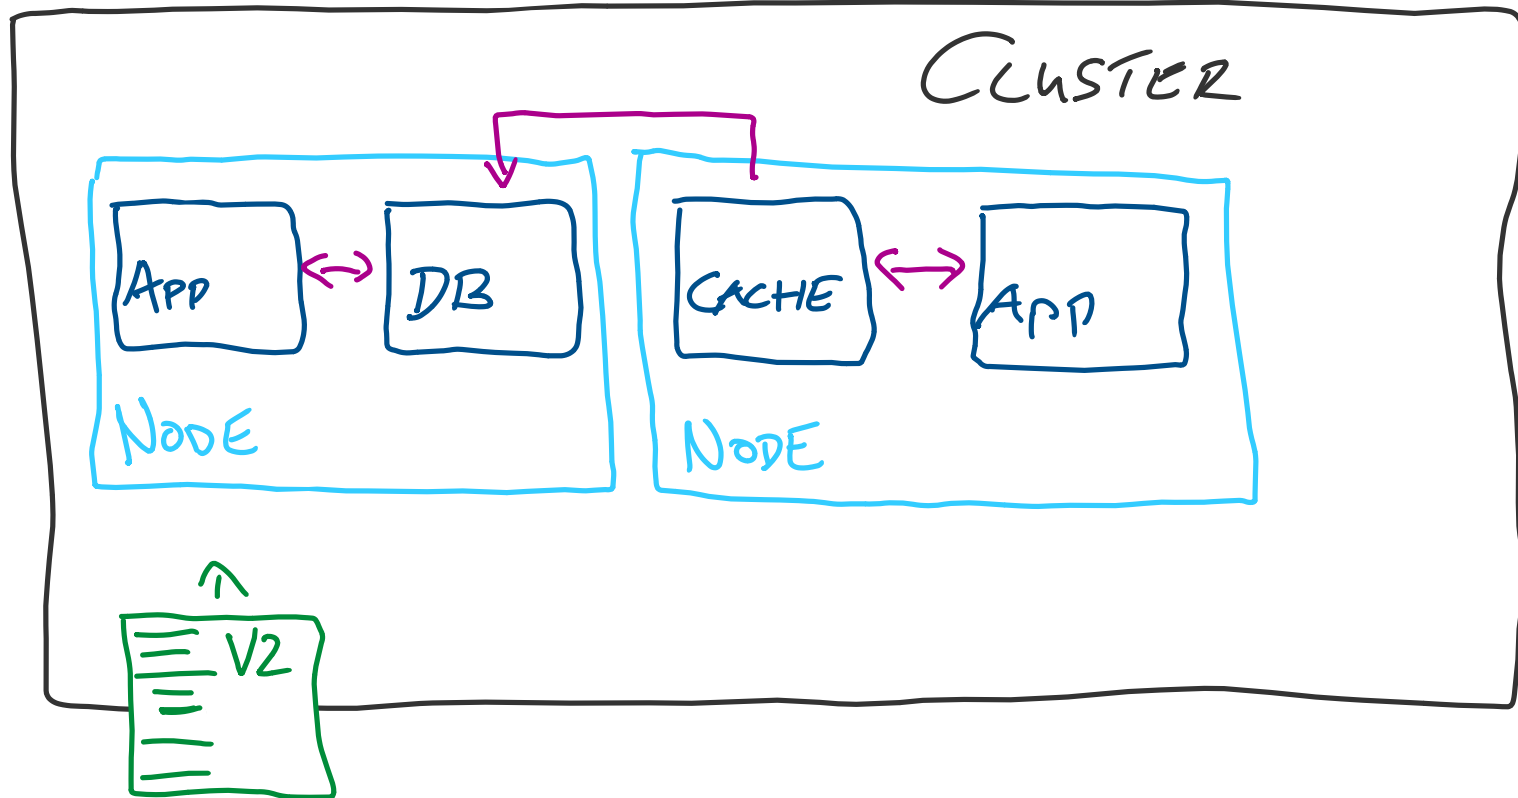 CLUSTER
APP
DB
CACHE
APP
NODE
NODE
V2